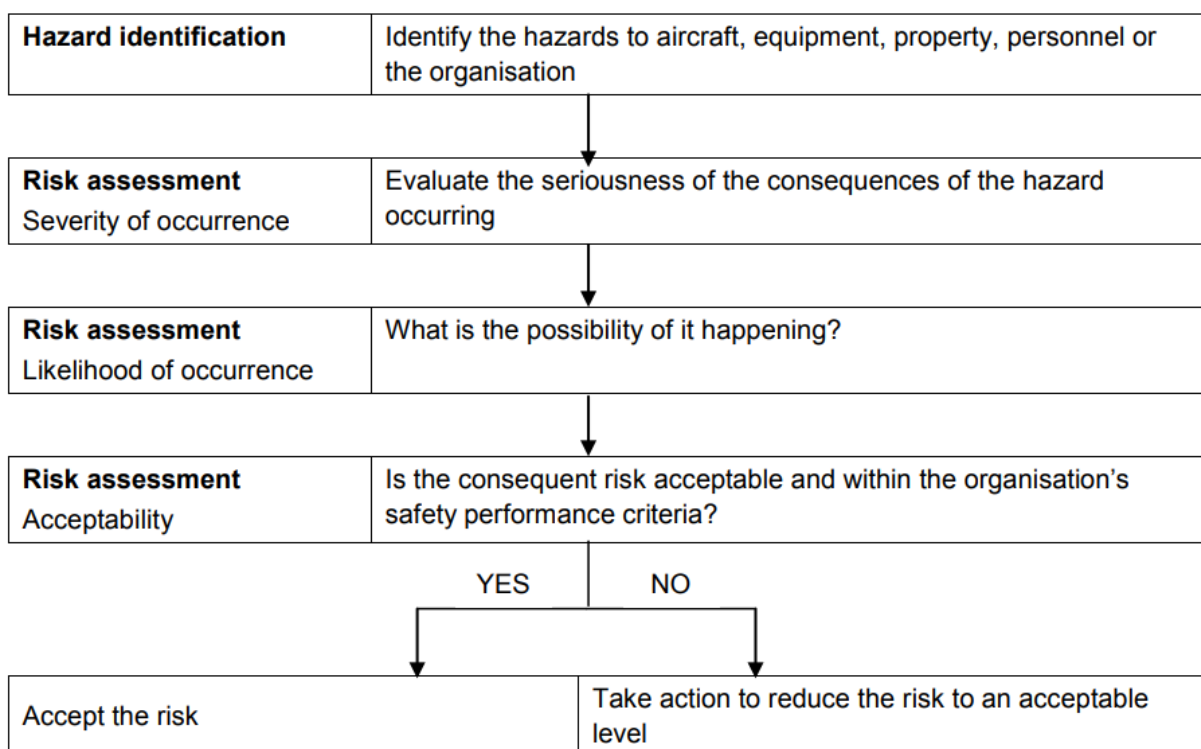 Hazard identification
Identify the hazards to aircraft, equipment, property, personnel or
the organisation
Risk assessment
Severity of occurrence
Evaluate the seriousness of the consequences of the hazard
occurring
Risk assessment
Likelihood of occurrence
What is the possibility of it happening?
Risk assessment
Acceptability
Is the consequent risk acceptable and within the organisation’s
safety performance criteria?
YES
NO
Accept the risk
Take action to reduce the risk to an acceptable
level